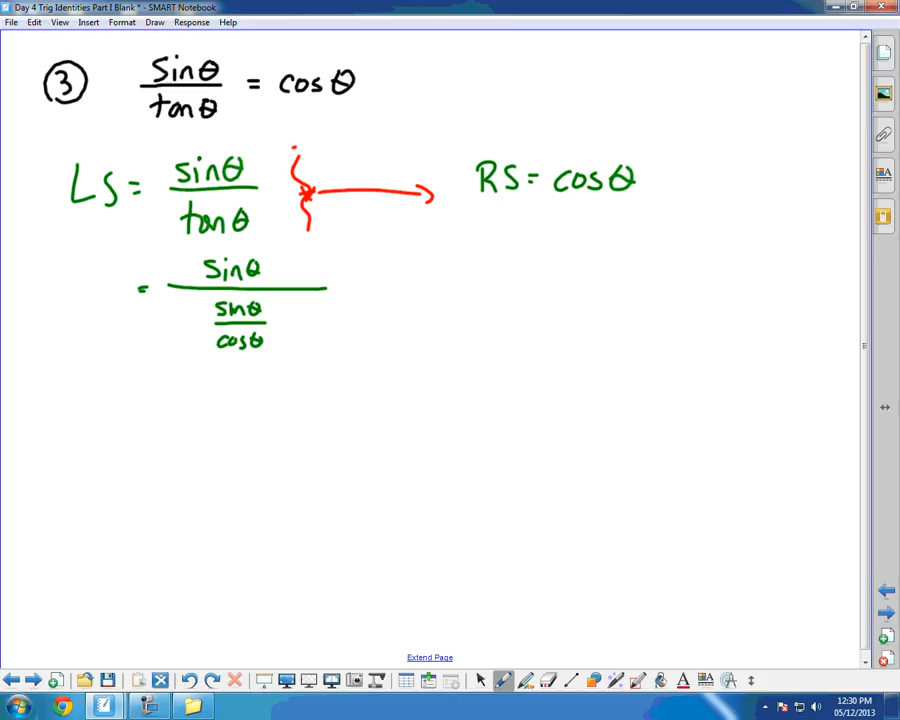 Day 4 Trig Identities Part I Blank * - SMART Notebook
File Edit View Insert Format Draw Response Help
③ sinθ/tanθ = cosθ
LS = sinθ/tanθ RS = cosθ
= sinθ/(sinθ/cosθ)
Extend Page
12:30 PM
05/12/2013